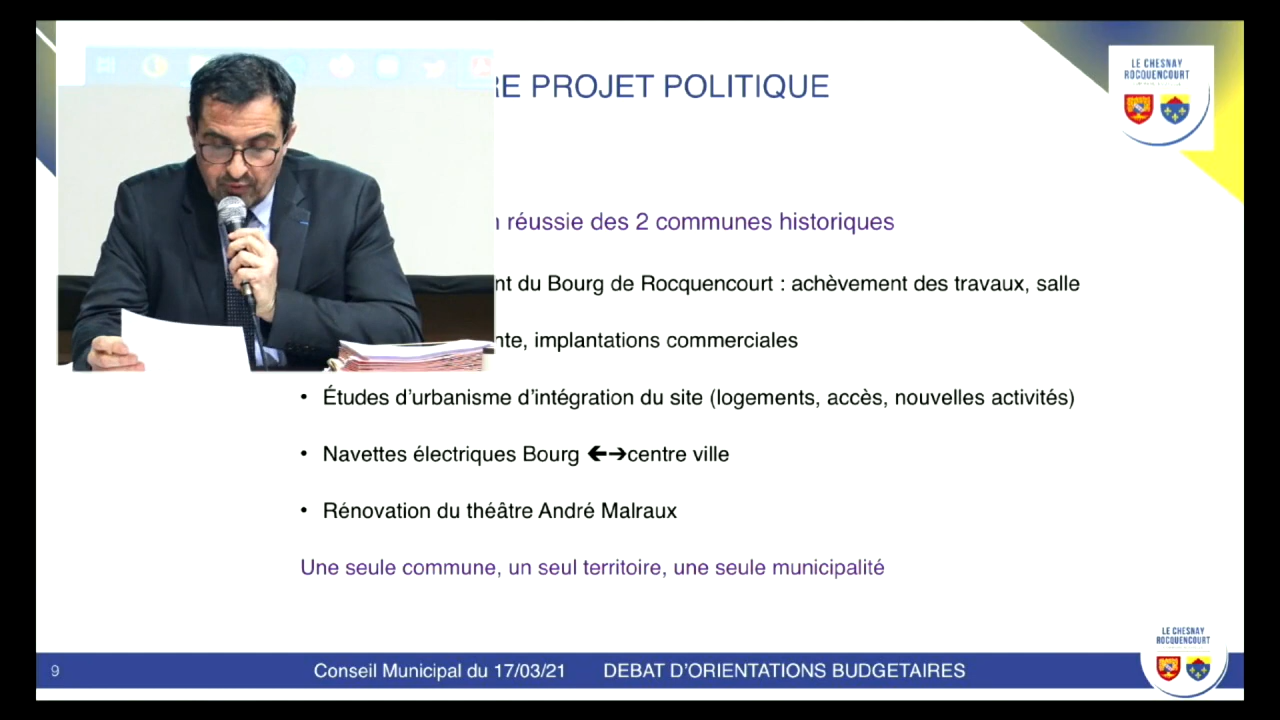 RE PROJET POLITIQUE
LE CHESNAY
ROCQUENCOURT
réussie des 2 communes historiques
nt du Bourg de Rocquencourt : achèvement des travaux, salle
nte, implantations commerciales
• Études d’urbanisme d’intégration du site (logements, accès, nouvelles activités)
• Navettes électriques Bourg ←→centre ville
• Rénovation du théâtre André Malraux
Une seule commune, un seul territoire, une seule municipalité
LE CHESNAY
ROCQUENCOURT
9 Conseil Municipal du 17/03/21 DEBAT D’ORIENTATIONS BUDGETAIRES